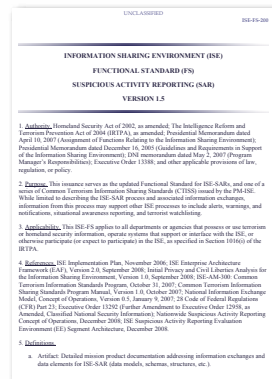 UNCLASSIFIED
ISE-FS-200
INFORMATION SHARING ENVIRONMENT (ISE)
FUNCTIONAL STANDARD (FS)
SUSPICIOUS ACTIVITY REPORTING (SAR)
VERSION 1.5
1. Authority. Homeland Security Act of 2002, as amended; The Intelligence Reform and
Terrorism Prevention Act of 2004 (IRTPA), as amended; Presidential Memorandum dated
April 10, 2007 (Assignment of Functions Relating to the Information Sharing Environment);
Presidential Memorandum dated December 16, 2005 (Guidelines and Requirements in Support
of the Information Sharing Environment); DNI memorandum dated May 2, 2007 (Program
Manager's Responsibilities); Executive Order 13388; and other applicable provisions of law,
regulation, or policy.
2. Purpose. This issuance serves as the updated Functional Standard for ISE-SARs, and one of a
series of Common Terrorism Information Sharing Standards (CTISS) issued by the PM-ISE.
While limited to describing the ISE-SAR process and associated information exchanges,
information from this process may support other ISE processes to include alerts, warnings, and
notifications, situational awareness reporting, and terrorist watchlisting.
3. Applicability. This ISE-FS applies to all departments or agencies that possess or use terrorism
or homeland security information, operate systems that support or interface with the ISE, or
otherwise participate (or expect to participate) in the ISE, as specified in Section 1016(i) of the
IRTPA.
4. References. ISE Implementation Plan, November 2006; ISE Enterprise Architecture
Framework (EAF), Version 2.0, September 2008; Initial Privacy and Civil Liberties Analysis for
the Information Sharing Environment, Version 1.0, September 2008; ISE-AM-300: Common
Terrorism Information Standards Program, October 31, 2007; Common Terrorism Information
Sharing Standards Program Manual, Version 1.0, October 2007; National Information Exchange
Model, Concept of Operations, Version 0.5, January 9, 2007; 28 Code of Federal Regulations
(CFR) Part 23; Executive Order 13292 (Further Amendment to Executive Order 12958, as
Amended, Classified National Security Information); Nationwide Suspicious Activity Reporting
Concept of Operations, December 2008; ISE Suspicious Activity Reporting Evaluation
Environment (EE) Segment Architecture, December 2008.
5. Definitions.
a. Artifact: Detailed mission product documentation addressing information exchanges and
data elements for ISE-SAR (data models, schemas, structures, etc.).